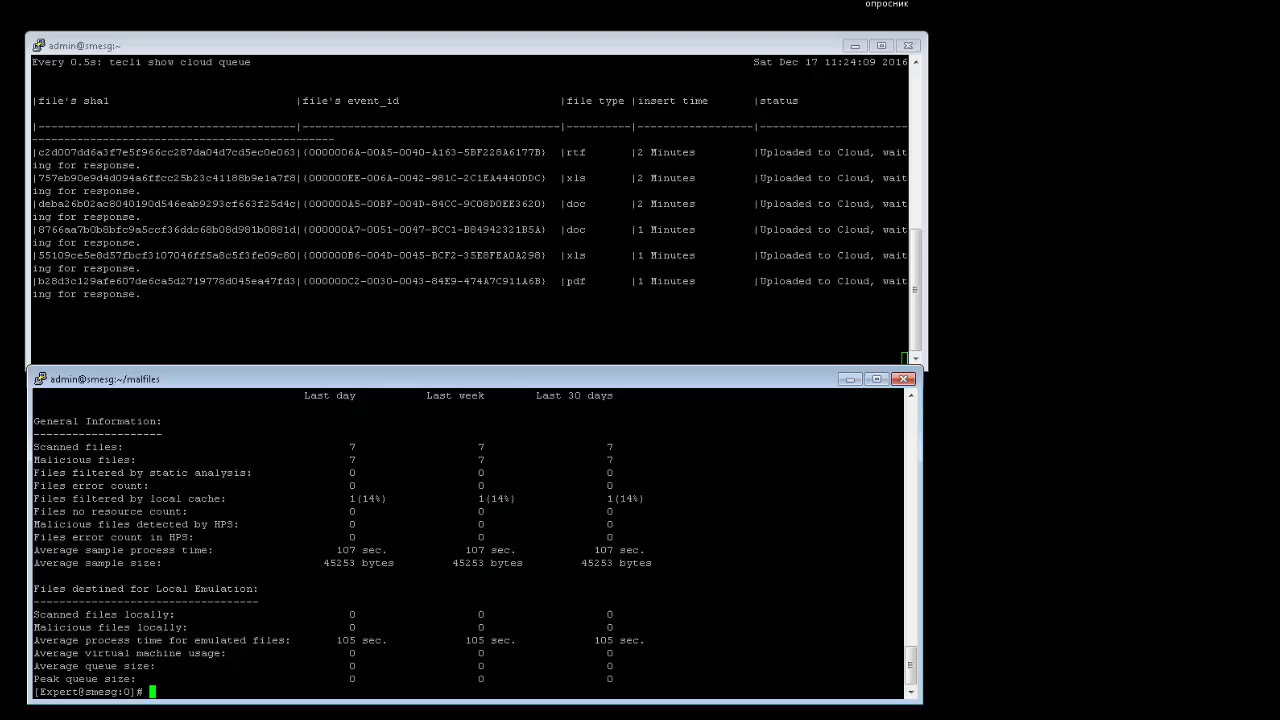 опросник
admin@smesg:~
Every 0.5s: tecli show cloud queue Sat Dec 17 11:24:09 2016
|file's sha1 |file's event_id |file type |insert time |status
|----------------------------------------|----------------------------------------|----------|------------------|-----------------------
-----------------------------------------------
|c2d007dd6a3f7e5f966cc287da04d7cd5ec0e063|{0000006A-00A5-0040-A163-5BF228A6177B} |rtf |2 Minutes |Uploaded to Cloud, wait
ing for response.
|757eb90e9d4d094a6ffcc25b23c41188b9e1a7f8|{000000EE-006A-0042-981C-2C1EA4440DDC} |xls |2 Minutes |Uploaded to Cloud, wait
ing for response.
|deba26b02ac8040190d546eab9293cf663f25d4c|{000000A5-00BF-004D-84CC-9C08D0EE3620} |doc |2 Minutes |Uploaded to Cloud, wait
ing for response.
|8766aa7b0b8bfc9a5ccf36ddc68b08d981b0881d|{000000A7-0051-0047-BCC1-B84942321B5A} |doc |1 Minutes |Uploaded to Cloud, wait
ing for response.
|55109ce5e8d57fbcf3107046ff5a8c5f3fe09c80|{000000B6-004D-0045-BCF2-35E8FEA0A298} |xls |1 Minutes |Uploaded to Cloud, wait
ing for response.
|b28d3c129afe607de6ca5d2719778d045ea47fd3|{000000C2-0030-0043-84E9-474A7C911A6B} |pdf |1 Minutes |Uploaded to Cloud, wait
ing for response.
admin@smesg:~/malfiles
Last day Last week Last 30 days
General Information:
--------------------
Scanned files: 7 7 7
Malicious files: 7 7 7
Files filtered by static analysis: 0 0 0
Files error count: 0 0 0
Files filtered by local cache: 1(14%) 1(14%) 1(14%)
Files no resource count: 0 0 0
Malicious files detected by HPS: 0 0 0
Files error count in HPS: 0 0 0
Average sample process time: 107 sec. 107 sec. 107 sec.
Average sample size: 45253 bytes 45253 bytes 45253 bytes
Files destined for Local Emulation:
-----------------------------------
Scanned files locally: 0 0 0
Malicious files locally: 0 0 0
Average process time for emulated files: 105 sec. 105 sec. 105 sec.
Average virtual machine usage: 0 0 0
Average queue size: 0 0 0
Peak queue size: 0 0 0
[Expert@smesg:0]#